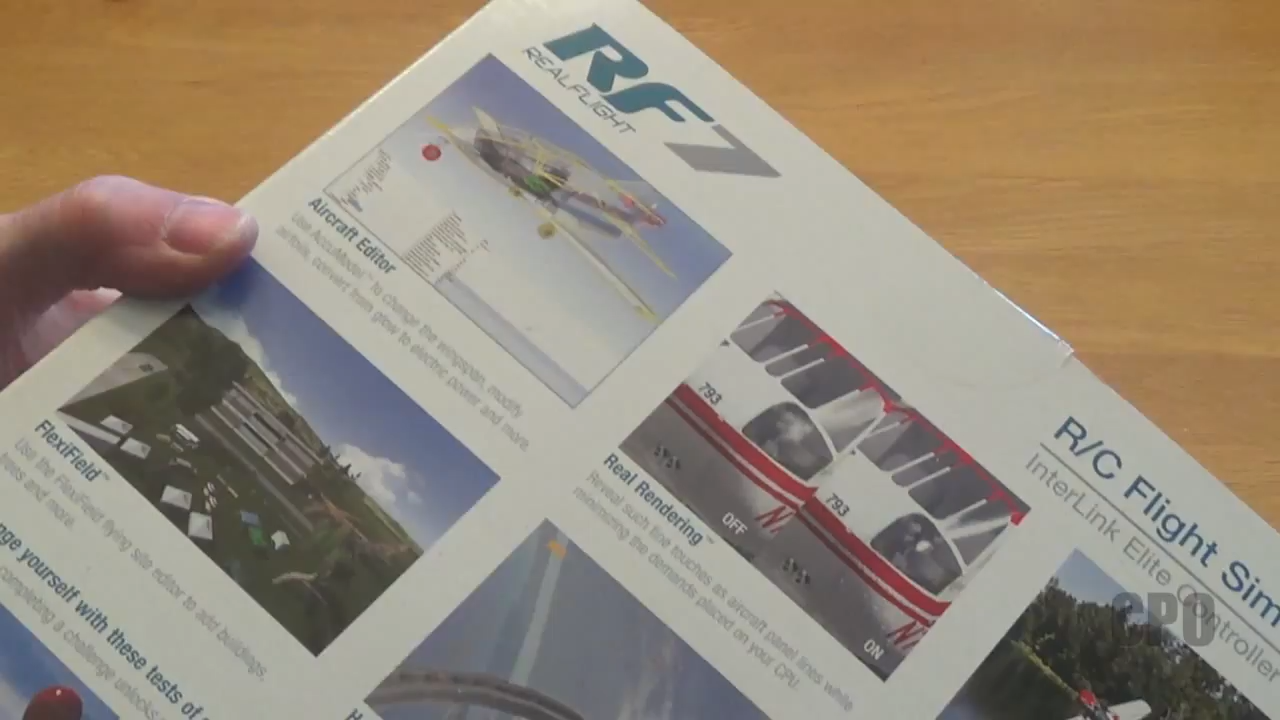 RF7
REALFLIGHT
Aircraft Editor
Use AccuModel™ to change the wingspan, modify
airfoils, convert from glow to electric power and more.
FlexiField™
Use the FlexiField flying site editor to add buildings,
trees and more.
nge yourself with these tests of
completing a challenge unlocks
793
793
OFF
ON
N
N
Real Rendering™
Reveal such fine touches as aircraft panel lines while
minimizing the demands placed on your CPU.
H
R/C Flight Sim
InterLink Elite Controller
CPO